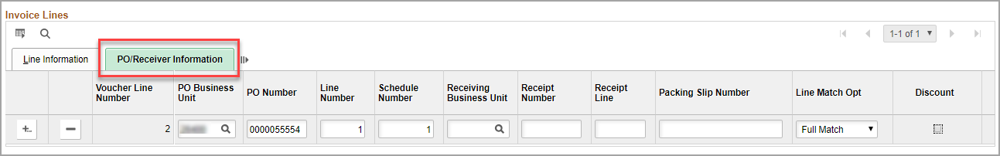 Invoice Lines
1-1 of 1
Line Information
PO/Receiver Information
Voucher Line Number
PO Business Unit
PO Number
Line Number
Schedule Number
Receiving Business Unit
Receipt Number
Receipt Line
Packing Slip Number
Line Match Opt
Discount
2
0000055554
1
1
Full Match